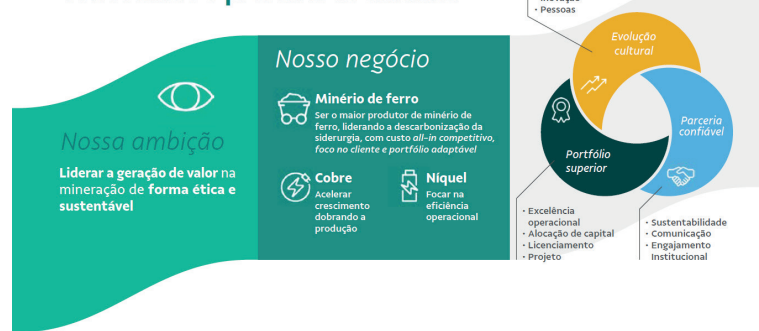 Inovação
• Pessoas
Nossa ambição
Liderar a geração de valor na
mineração de forma ética e
sustentável
Nosso negócio
Minério de ferro
Ser o maior produtor de minério de
ferro, liderando a descarbonização da
siderurgia, com custo all-in competitivo,
foco no cliente e portfólio adaptável
Cobre
Acelerar
crescimento
dobrando a
produção
Níquel
Focar na
eficiência
operacional
Evolução
cultural
Parceria
confiável
Portfólio
superior
• Excelência
operacional
• Alocação de capital
• Licenciamento
• Projeto
• Sustentabilidade
• Comunicação
• Engajamento
Institucional